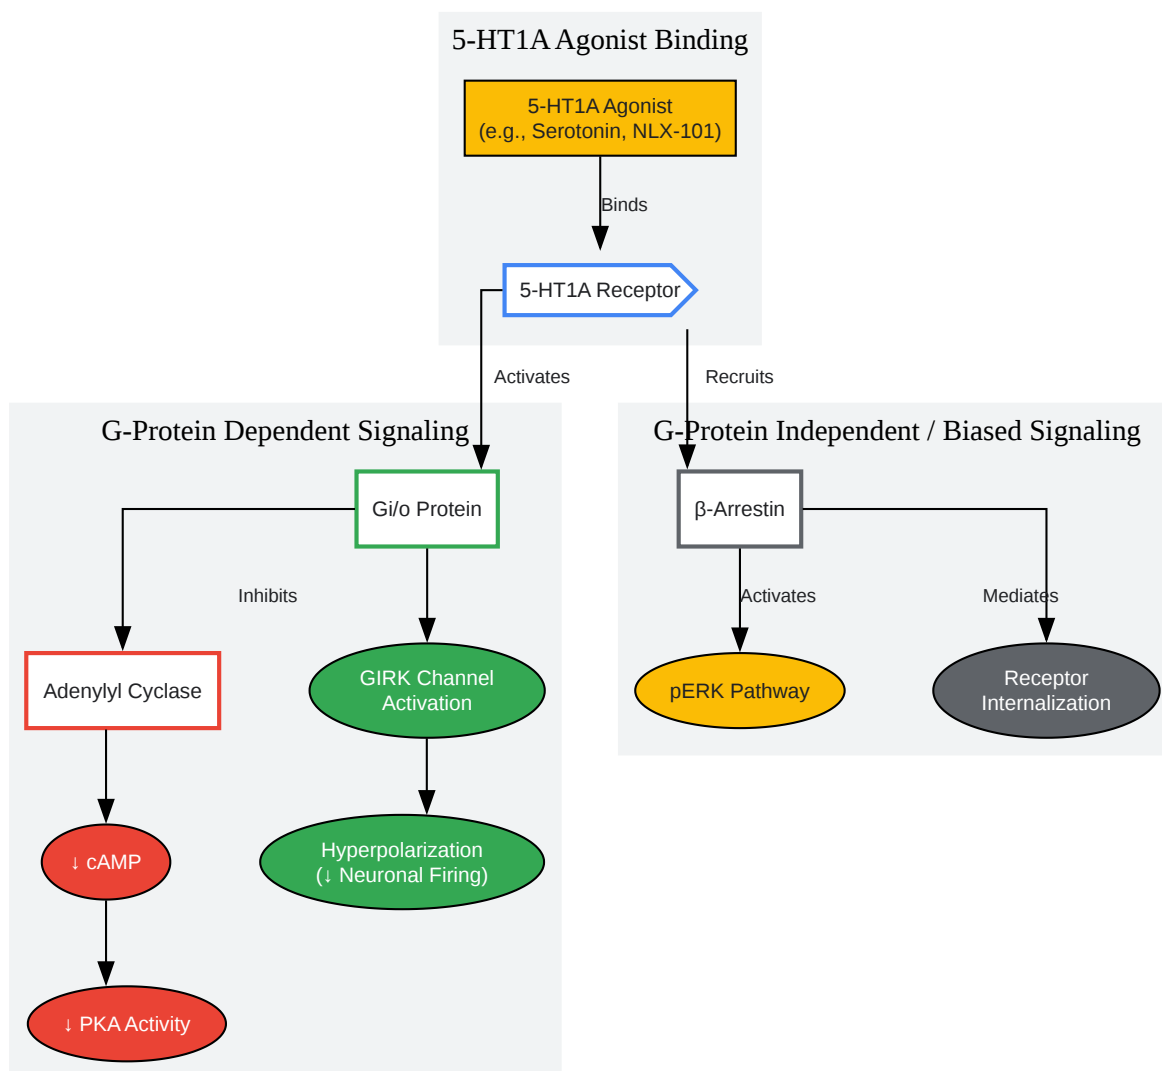 5-HT1A Agonist Binding
5-HT1A Agonist
(e.g., Serotonin, NLX-101)
Binds
5-HT1A Receptor
Activates
Recruits
G-Protein Dependent Signaling
G-Protein Independent / Biased Signaling
Gi/o Protein
β-Arrestin
Inhibits
Activates
Mediates
Adenylyl Cyclase
GIRK Channel
Activation
pERK Pathway
Receptor
Internalization
↓ cAMP
Hyperpolarization
(↓ Neuronal Firing)
↓ PKA Activity